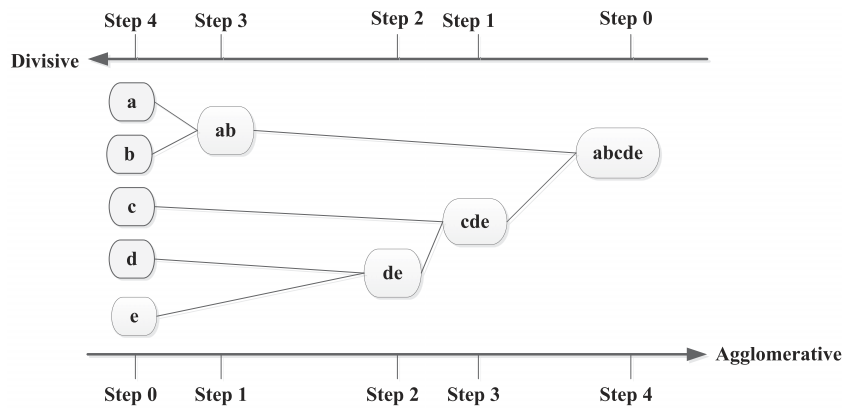 Step 4 Step 3 Step 2 Step 1 Step 0
Divisive
a
ab
b
abcde
c
cde
d
de
e
Agglomerative
Step 0 Step 1 Step 2 Step 3 Step 4